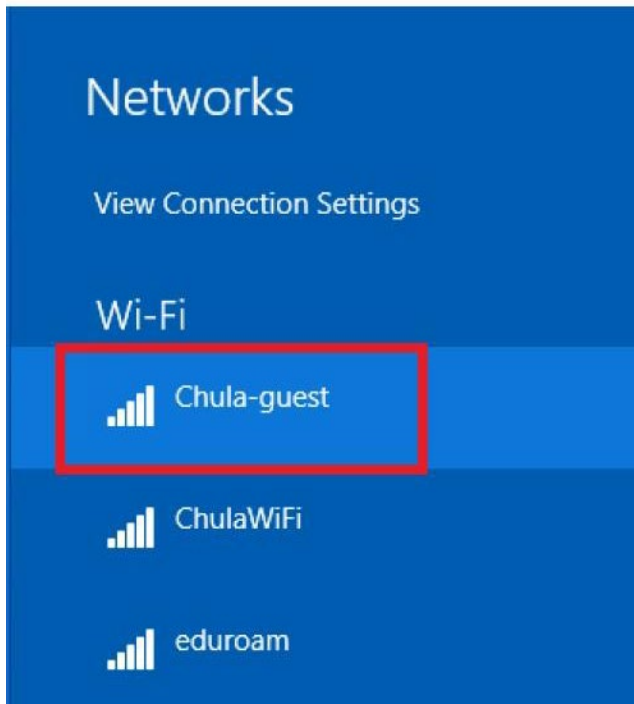 Networks
View Connection Settings
Wi-Fi
Chula-guest
ChulaWiFi
eduroam